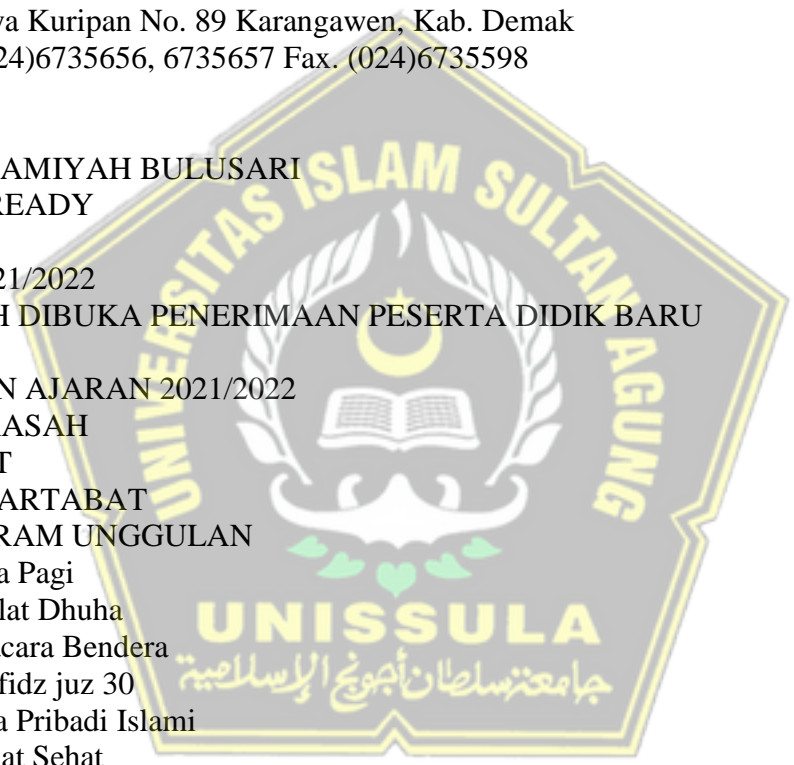 ya Kuripan No. 89 Karangawen, Kab. Demak
24)6735656, 6735657 Fax. (024)6735598
AMIYAH BULUSARI
READY
21/2022
H DIBUKA PENERIMAAN PESERTA DIDIK BARU
N AJARAN 2021/2022
ASAH
T
ARTABAT
RAM UNGGULAN
a Pagi
lat Dhuha
cara Bendera
fidz juz 30
a Pribadi Islami
at Sehat
UNIVERSITAS ISLAM SULTAN AGUNG
UNISSULA
جامعتنسلطان أجونج الإسلامية